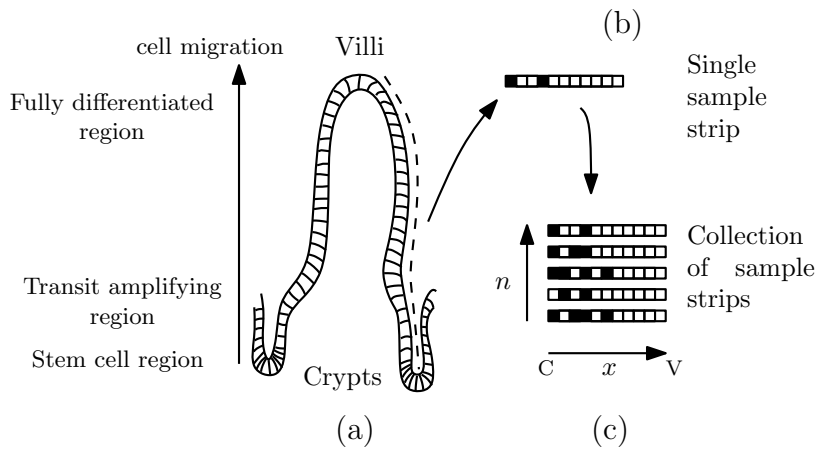 (b)
cell migration
Villi
Fully differentiated
region
Single
sample
strip
Transit amplifying
region
Stem cell region
Crypts
(a)
n
Collection
of sample
strips
C x V
(c)